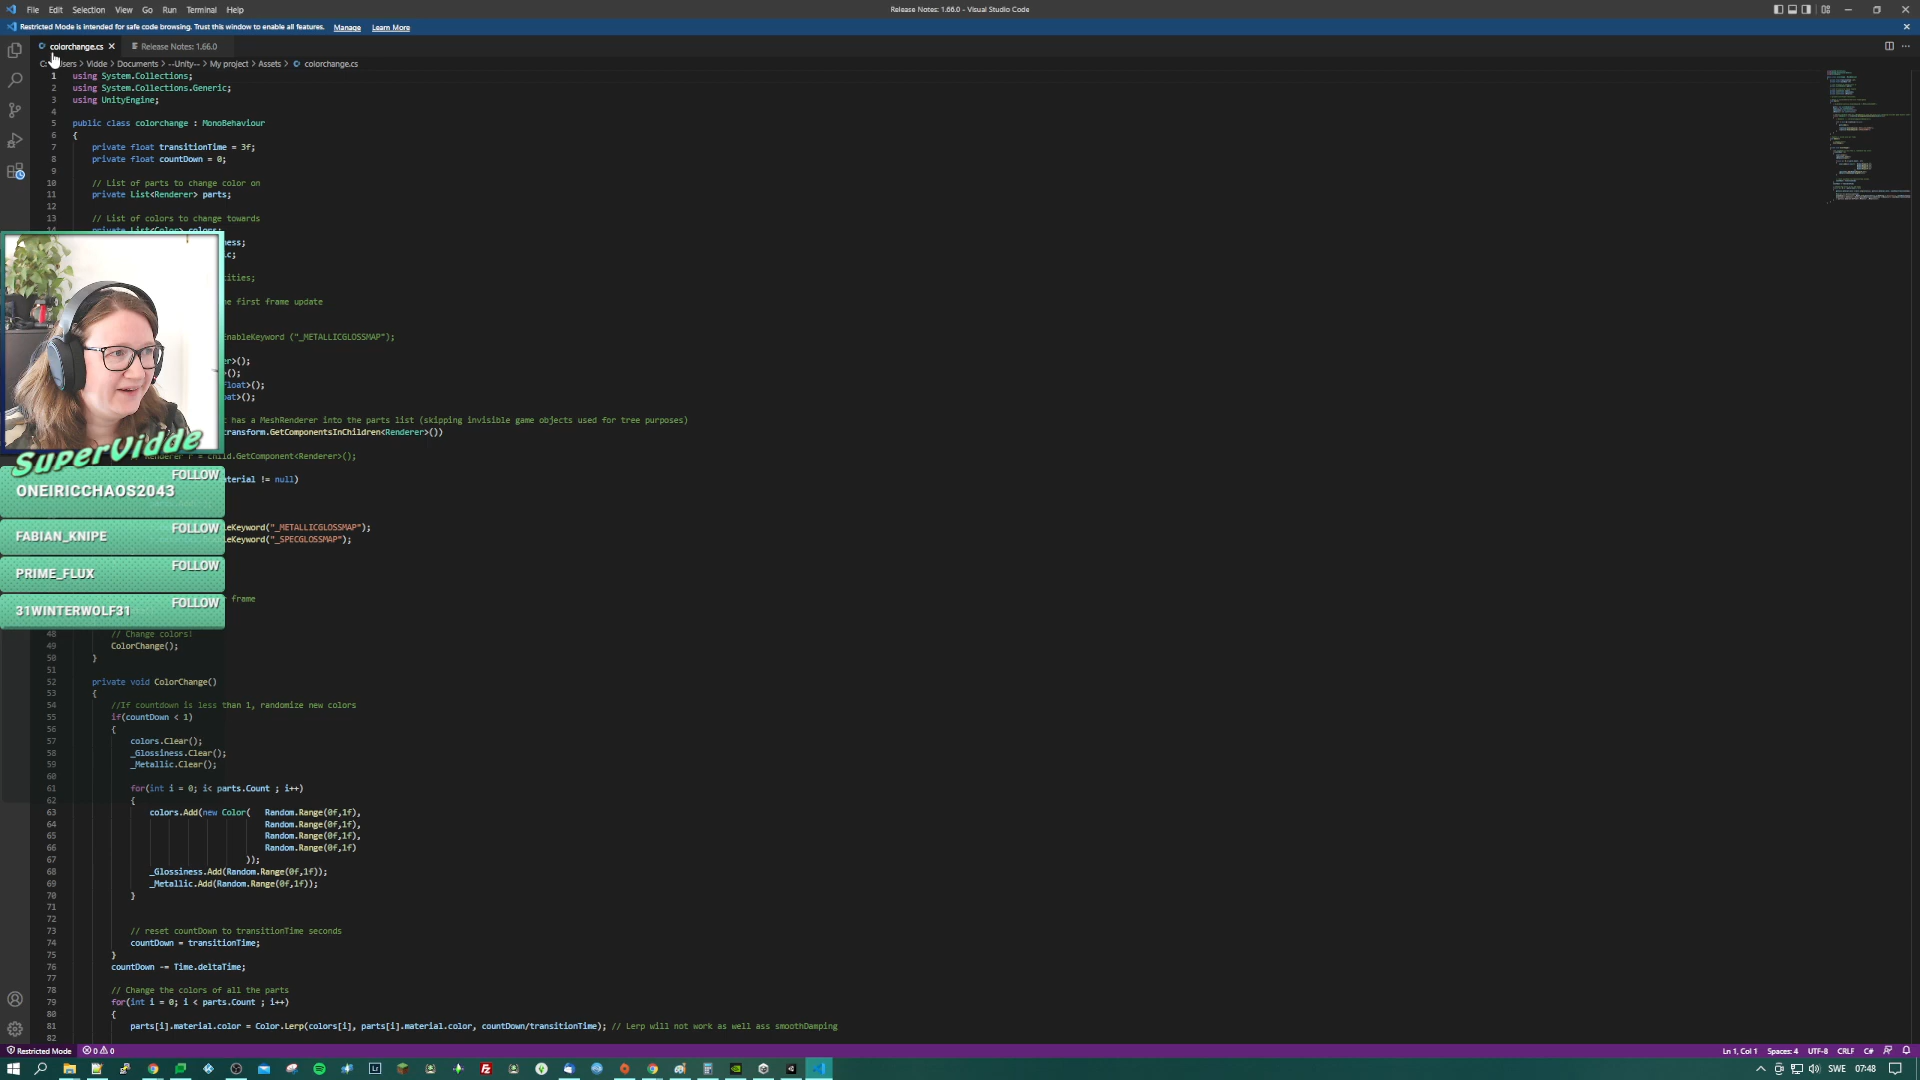 File Edit Selection View Go Run Terminal Help
Release Notes: 1.66.0 - Visual Studio Code
Restricted Mode is intended for safe code browsing. Trust this window to enable all features. Manage Learn More
colorchange.cs Release Notes: 1.66.0
Vidde > Documents > --Unity-- > My project > Assets > colorchange.cs
1 using System.Collections;
2 using System.Collections.Generic;
3 using UnityEngine;
4
5 public class colorchange : MonoBehaviour
6 {
7 private float transitionTime = 3f;
8 private float countDown = 0;
9
10 // List of parts to change color on
11 private List<Renderer> parts;
12
13 // List of colors to change towards
14 private List<Color> colors;
ness;
ic;
ities;
e first frame update
EnableKeyword ("_METALLICGLOSSMAP");
er>();
>();
float>();
oat>();
has a MeshRenderer into the parts list (skipping invisible game objects used for tree purposes)
transform.GetComponentsInChildren<Renderer>())
// Renderer r = child.GetComponent<Renderer>();
terial != null)
leKeyword("_METALLICGLOSSMAP");
leKeyword("_SPECGLOSSMAP");
frame
SuperVidde
FOLLOW
ONEIRICCHAOS2043
FOLLOW
FABIAN_KNIPE
FOLLOW
PRIME_FLUX
FOLLOW
31WINTERWOLF31
48 // Change colors!
49 ColorChange();
50 }
51
52 private void ColorChange()
53 {
54 //If countdown is less than 1, randomize new colors
55 if(countDown < 1)
56 {
57 colors.Clear();
58 _Glossiness.Clear();
59 _Metallic.Clear();
60
61 for(int i = 0; i< parts.Count ; i++)
62 {
63 colors.Add(new Color( Random.Range(0f,1f),
64 Random.Range(0f,1f),
65 Random.Range(0f,1f),
66 Random.Range(0f,1f)
67 ));
68 _Glossiness.Add(Random.Range(0f,1f));
69 _Metallic.Add(Random.Range(0f,1f));
70 }
71
72
73 // reset countDown to transitionTime seconds
74 countDown = transitionTime;
75 }
76 countDown -= Time.deltaTime;
77
78 // Change the colors of all the parts
79 for(int i = 0; i < parts.Count ; i++)
80 {
81 parts[i].material.color = Color.Lerp(colors[i], parts[i].material.color, countDown/transitionTime); // Lerp will not work as well ass smoothDamping
82
Restricted Mode 0 0 Ln 1, Col 1 Spaces: 4 UTF-8 CRLF C#
SWE 07:48